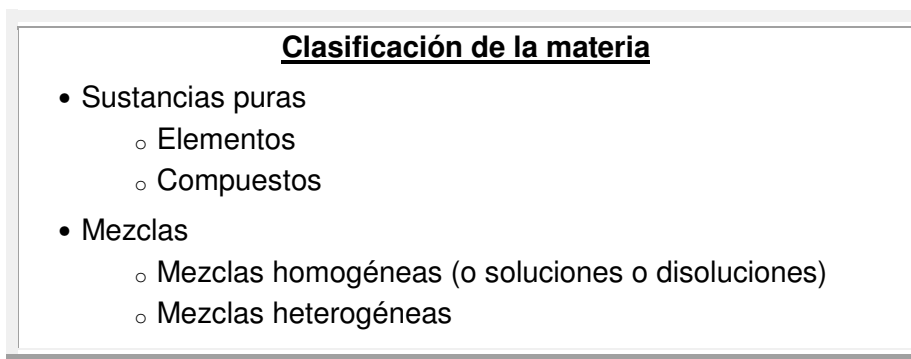 Clasificación de la materia
• Sustancias puras
○ Elementos
○ Compuestos
• Mezclas
○ Mezclas homogéneas (o soluciones o disoluciones)
○ Mezclas heterogéneas